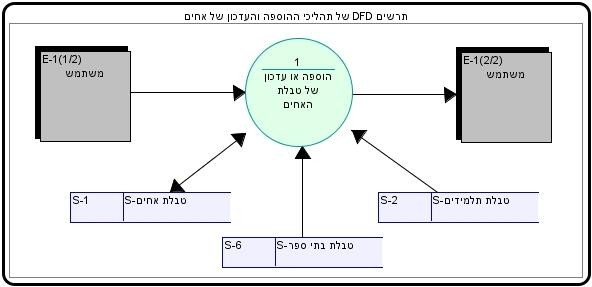 תרשים DFD של תהליכי ההוספה והעדכון של אחים
E-1(1/2)
משתמש
1
הוספה או עדכון
של טבלת
האחים
E-1(2/2)
משתמש
S-1
טבלת אחים-S
S-2
טבלת תלמידים-S
S-6
טבלת בתי ספר-S